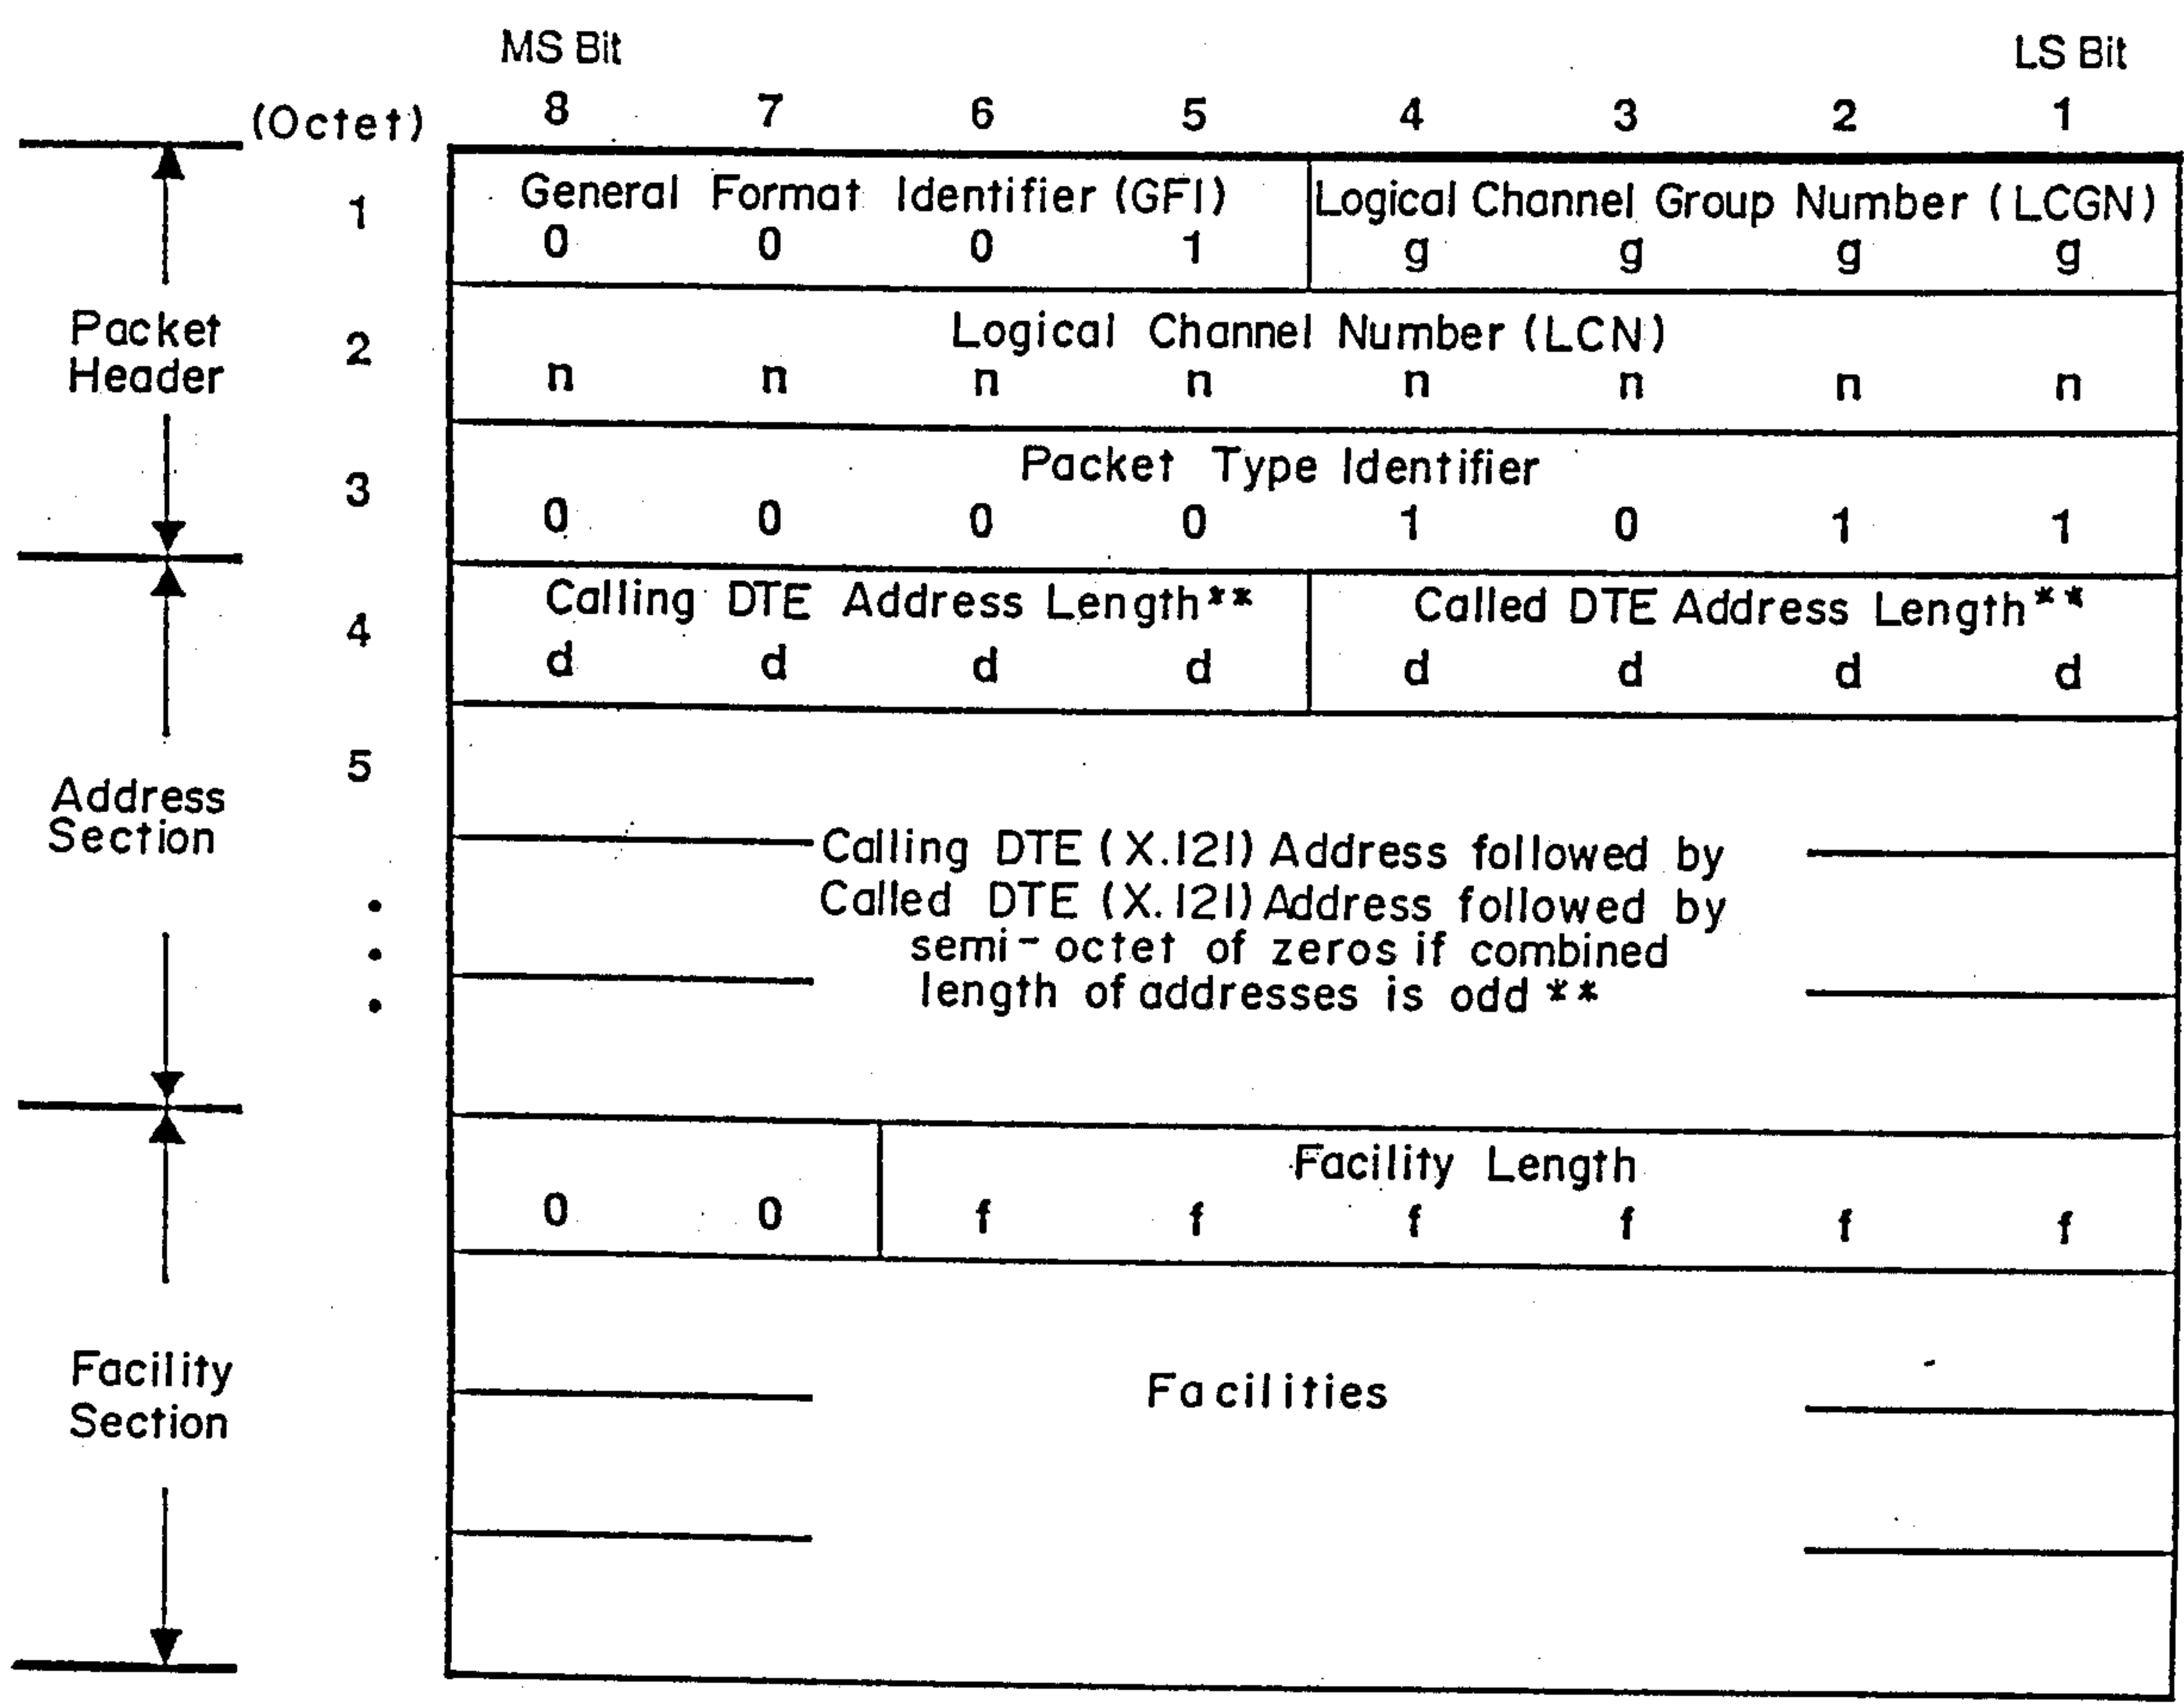 MS Bit LS Bit
(Octet) 8 7 6 5 4 3 2 1
1 General Format Identifier (GFI) Logical Channel Group Number (LCGN)
0 0 0 1 g g g g
Packet Header
2 Logical Channel Number (LCN)
n n n n n n n n
3 Packet Type Identifier
0 0 0 0 1 0 1 1
4 Calling DTE Address Length** Called DTE Address Length**
d d d d d d d d
Address
Section
5
Calling DTE (X.121) Address followed by
Called DTE (X.121) Address followed by
semi-octet of zeros if combined
length of addresses is odd **
Facility Length
0 0 f f f f f f
Facility
Section
Facilities